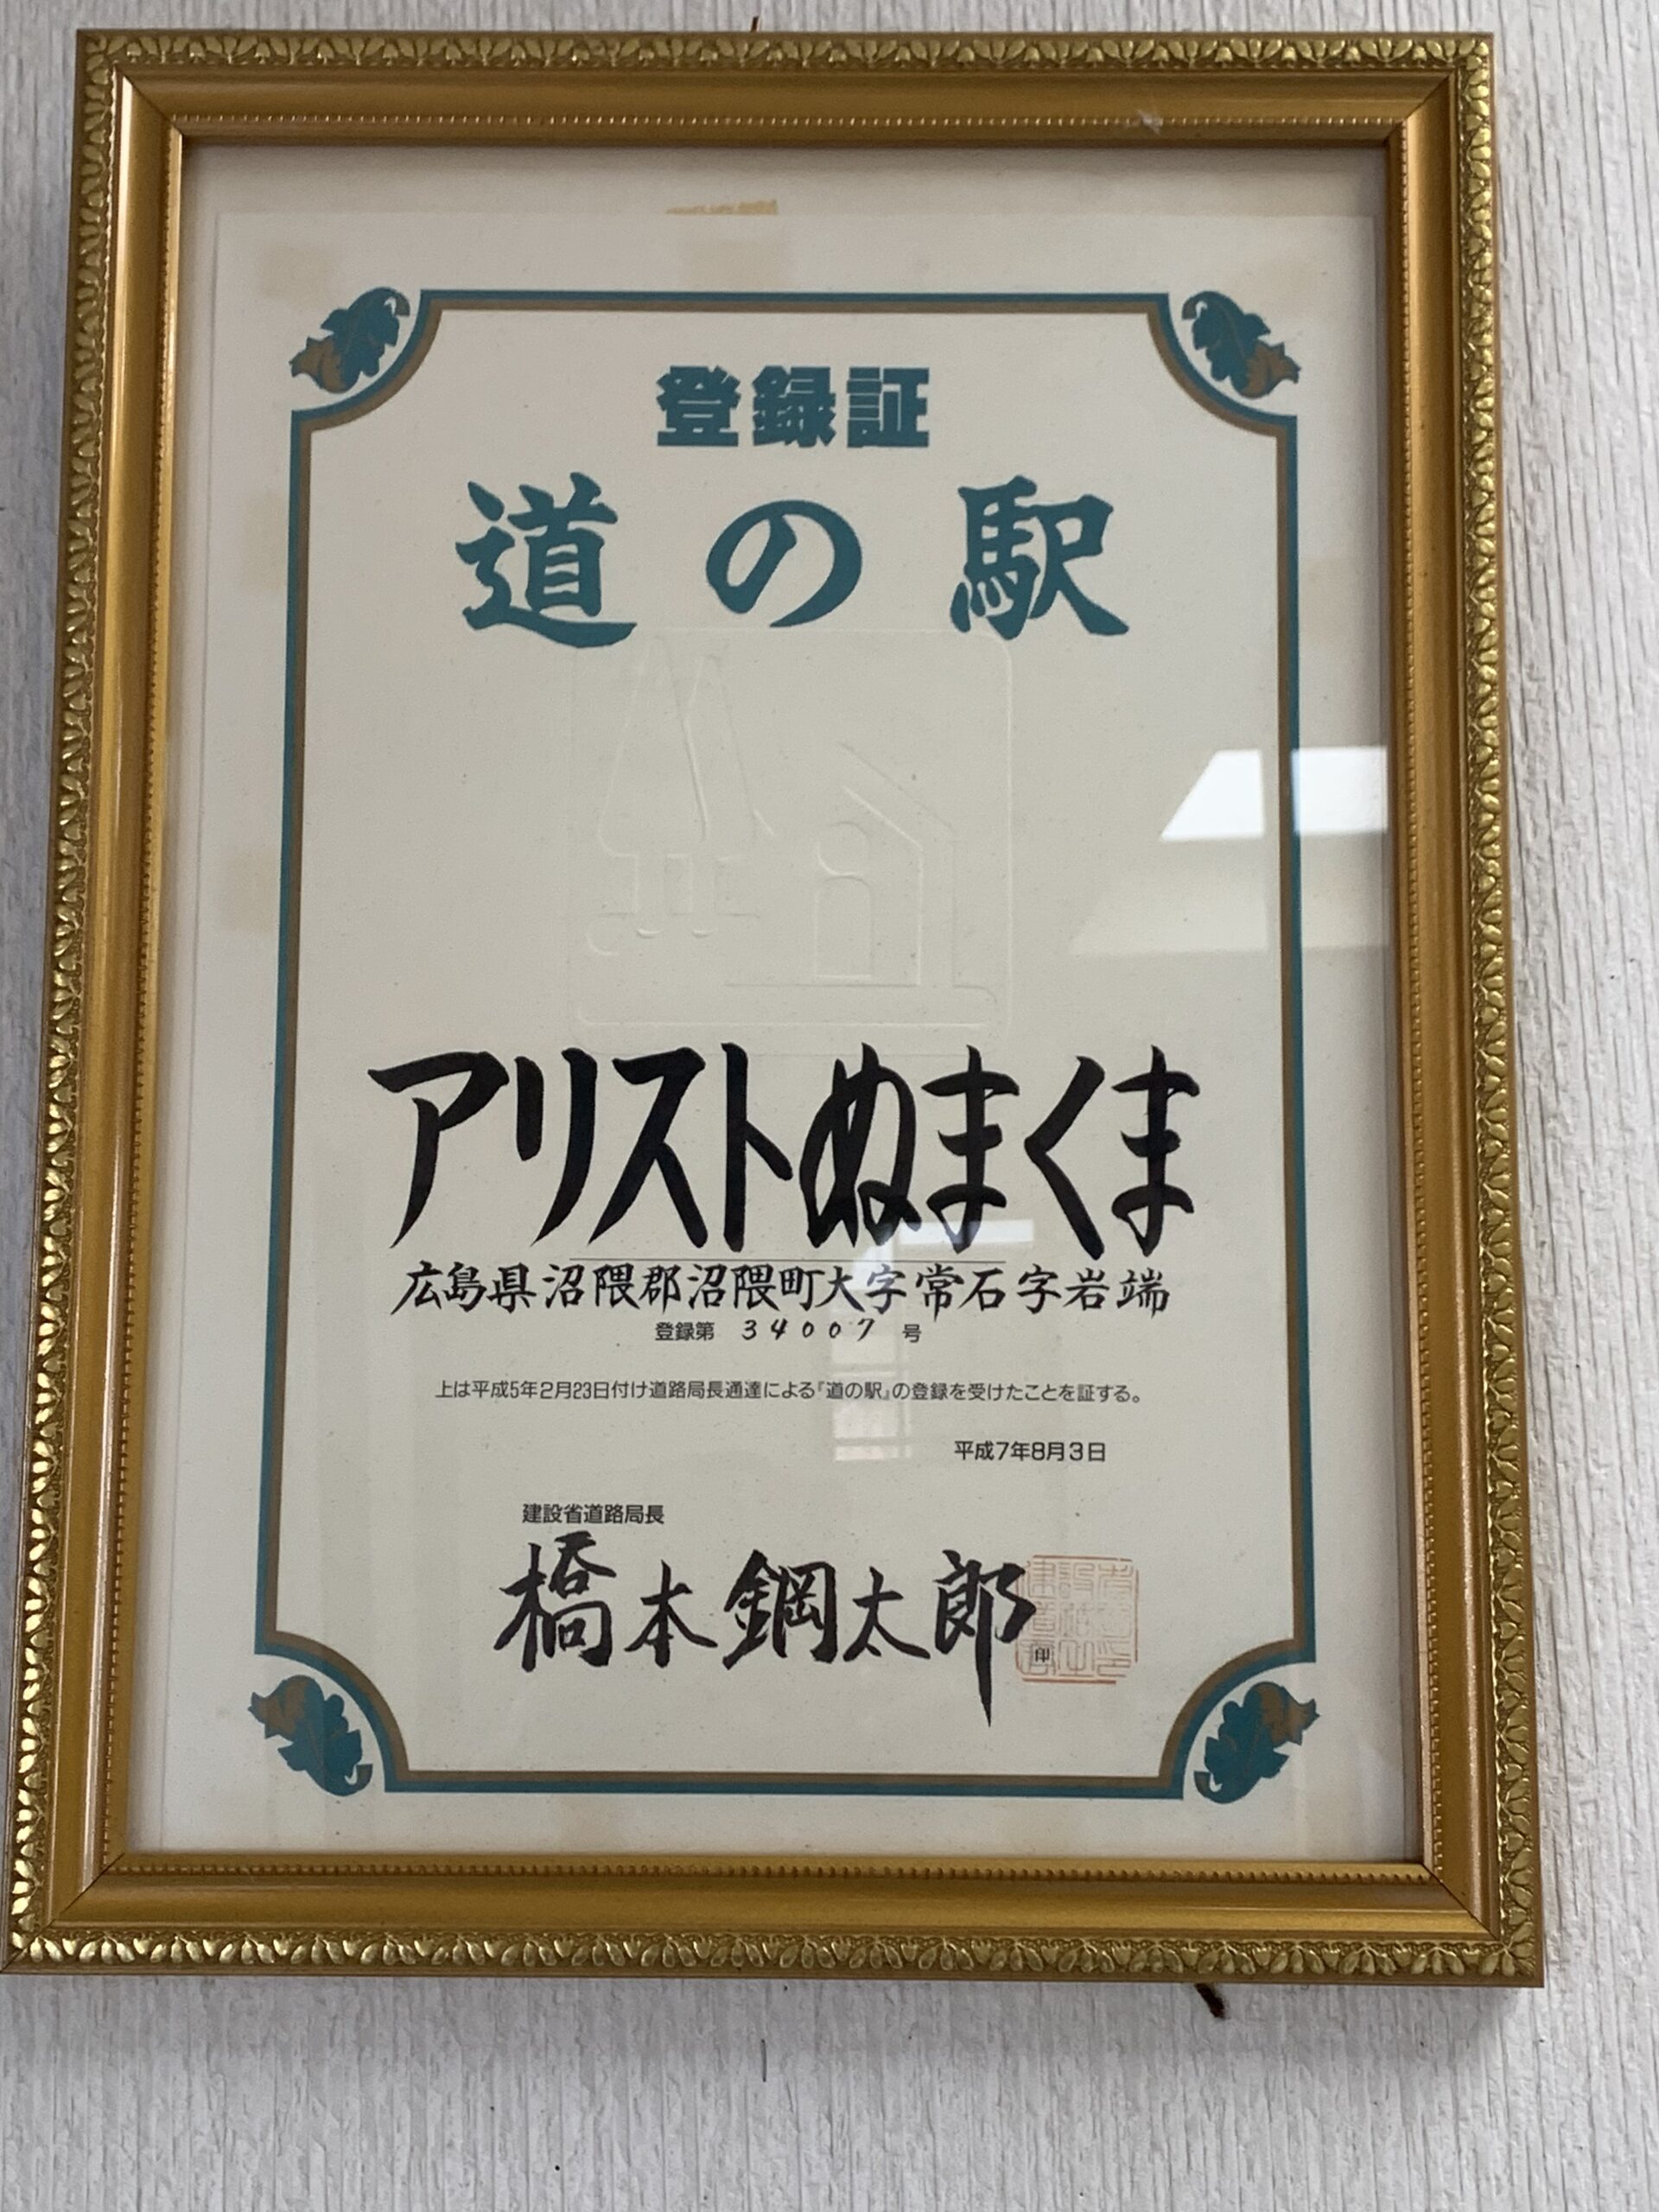 登録証
道の駅
アリストぬまくま
広島県沼隈郡沼隈町大字常石字岩端
登録第 34007 号
上は平成5年2月23日付け道路局長通達による『道の駅』の登録を受けたことを証する。
平成7年8月3日
建設省道路局長
橋本鋼太郎
印